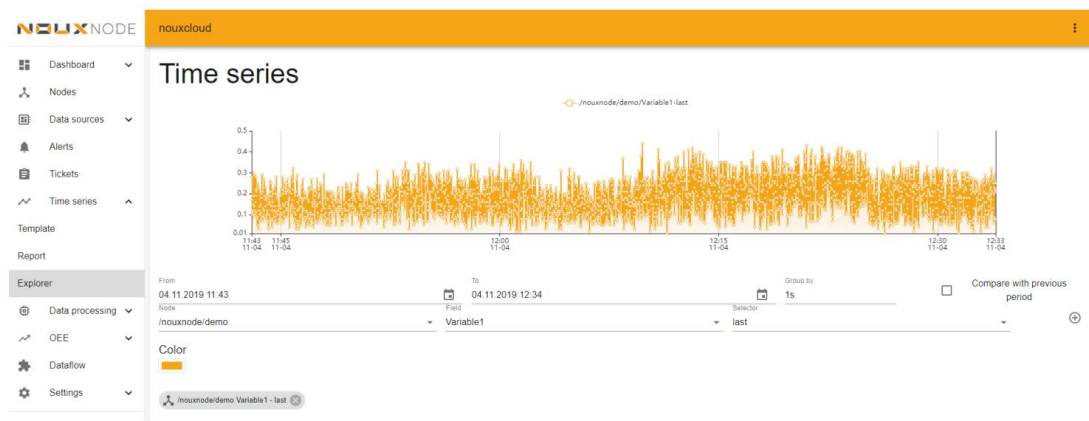 NOUXNODE
nouxcloud
Dashboard
Nodes
Data sources
Alerts
Tickets
Time series
Template
Report
Explorer
Data processing
OEE
Dataflow
Settings
Time series
/nouxnode/demo/Variable1-last
0.5
0.4
0.3
0.2
0.1
0.01
11:43 11:45 12:00 12:15 12:30 12:33
11-04 11-04 11-04 11-04 11-04 11-04
From To Group by
04.11.2019 11:43 04.11.2019 12:34 1s
Compare with previous
period
Node Field Selector
/nouxnode/demo Variable1 last
Color
/nouxnode/demo Variable1 - last